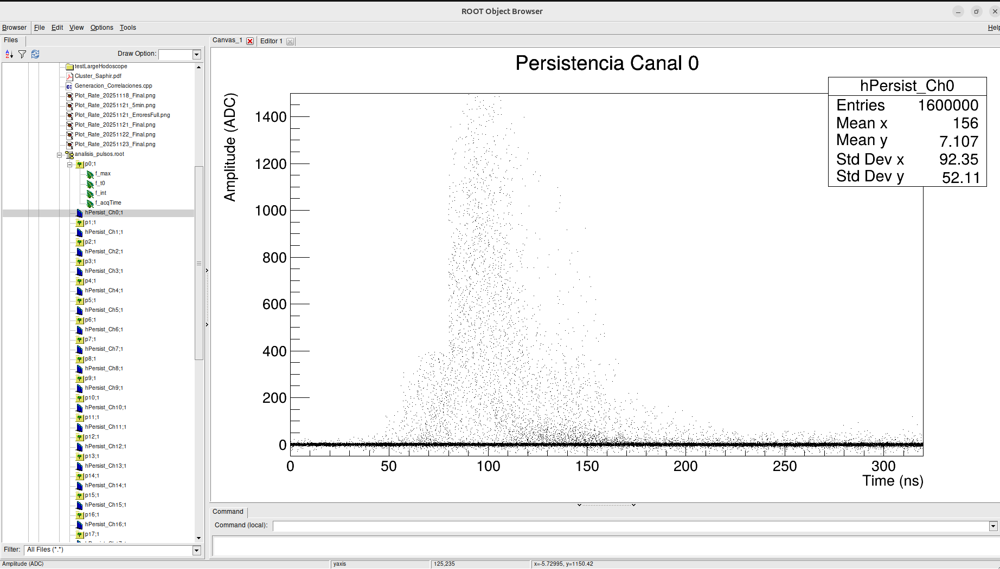 ROOT Object Browser
Browser File Edit View Options Tools Help
Files
Draw Option:
testLargeHodoscope
Cluster_Saphir.pdf
Generacion_Correlaciones.cpp
Plot_Rate_20251118_Final.png
Plot_Rate_20251121_5min.png
Plot_Rate_20251121_ErroresFull.png
Plot_Rate_20251121_Final.png
Plot_Rate_20251122_Final.png
Plot_Rate_20251123_Final.png
analisis_pulsos.root
p0;1
f_max
f_t0
f_int
f_acqTime
hPersist_Ch0;1
p1;1
hPersist_Ch1;1
p2;1
hPersist_Ch2;1
p3;1
hPersist_Ch3;1
p4;1
hPersist_Ch4;1
p5;1
hPersist_Ch5;1
p6;1
hPersist_Ch6;1
p7;1
hPersist_Ch7;1
p8;1
hPersist_Ch8;1
p9;1
hPersist_Ch9;1
p10;1
hPersist_Ch10;1
p11;1
hPersist_Ch11;1
p12;1
hPersist_Ch12;1
p13;1
hPersist_Ch13;1
p14;1
hPersist_Ch14;1
p15;1
hPersist_Ch15;1
p16;1
hPersist_Ch16;1
p17;1
Filter: All Files (*.*)
Canvas_1 Editor 1
Persistencia Canal 0
hPersist_Ch0
Entries 1600000
Mean x 156
Mean y 7.107
Std Dev x 92.35
Std Dev y 52.11
Amplitude (ADC)
1400
1200
1000
800
600
400
200
0
0 50 100 150 200 250 300
Time (ns)
Command
Command (local):
Amplitude (ADC) yaxis 125,235 x=-5.72995, y=1150.42